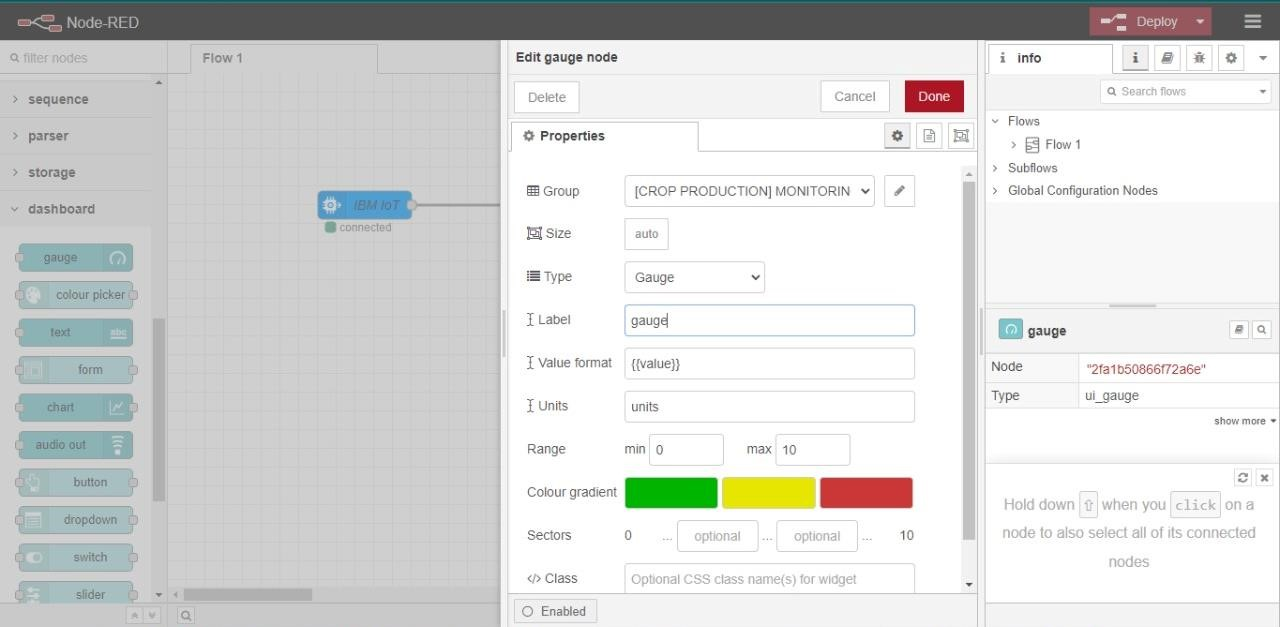 Node-RED
Deploy
filter nodes
Flow 1
sequence
parser
storage
dashboard
gauge
colour picker
text
abc
form
chart
audio out
button
dropdown
switch
slider
IBM IoT
connected
Edit gauge node
Delete
Cancel
Done
Properties
Group
[CROP PRODUCTION] MONITORIN
Size
auto
Type
Gauge
Label
gauge
Value format
{{value}}
Units
units
Range
min 0
max 10
Colour gradient
Sectors
0 ... optional ... optional ... 10
</> Class
Optional CSS class name(s) for widget
Enabled
i info
i
Search flows
Flows
Flow 1
Subflows
Global Configuration Nodes
gauge
Node "2fa1b50866f72a6e"
Type ui_gauge
show more
Hold down ⇧ when you click on a
node to also select all of its connected
nodes